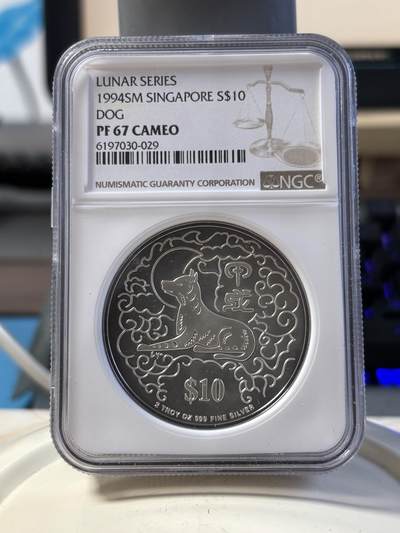 LUNAR SERIES
1994SM SINGAPORE S$10
DOG
PF 67 CAMEO
6197030-029
NUMISMATIC GUARANTY CORPORATION
NGC®
甲戌
$10
2 TROY OZ 999 FINE SILVER